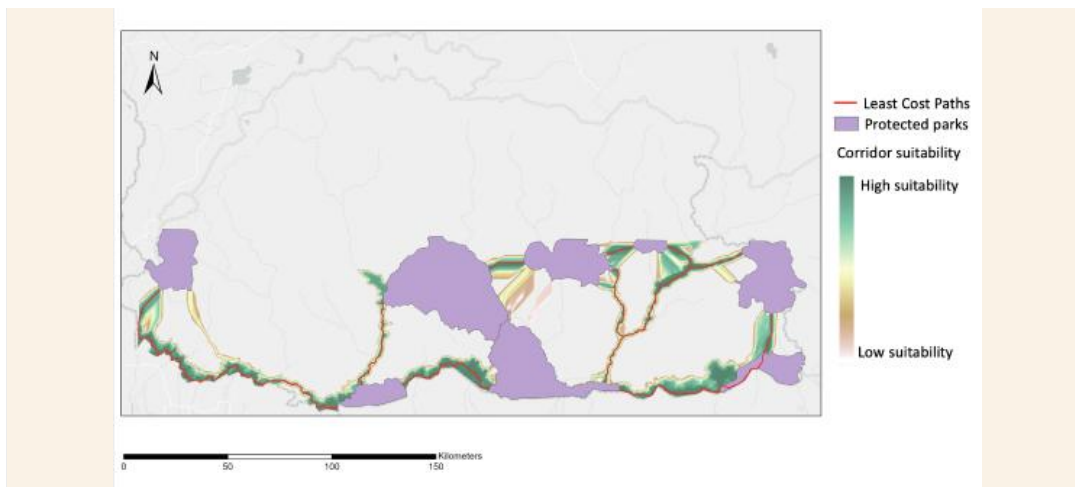 N
Least Cost Paths
Protected parks
Corridor suitability
High suitability
Low suitability
Kilometers
0 50 100 150